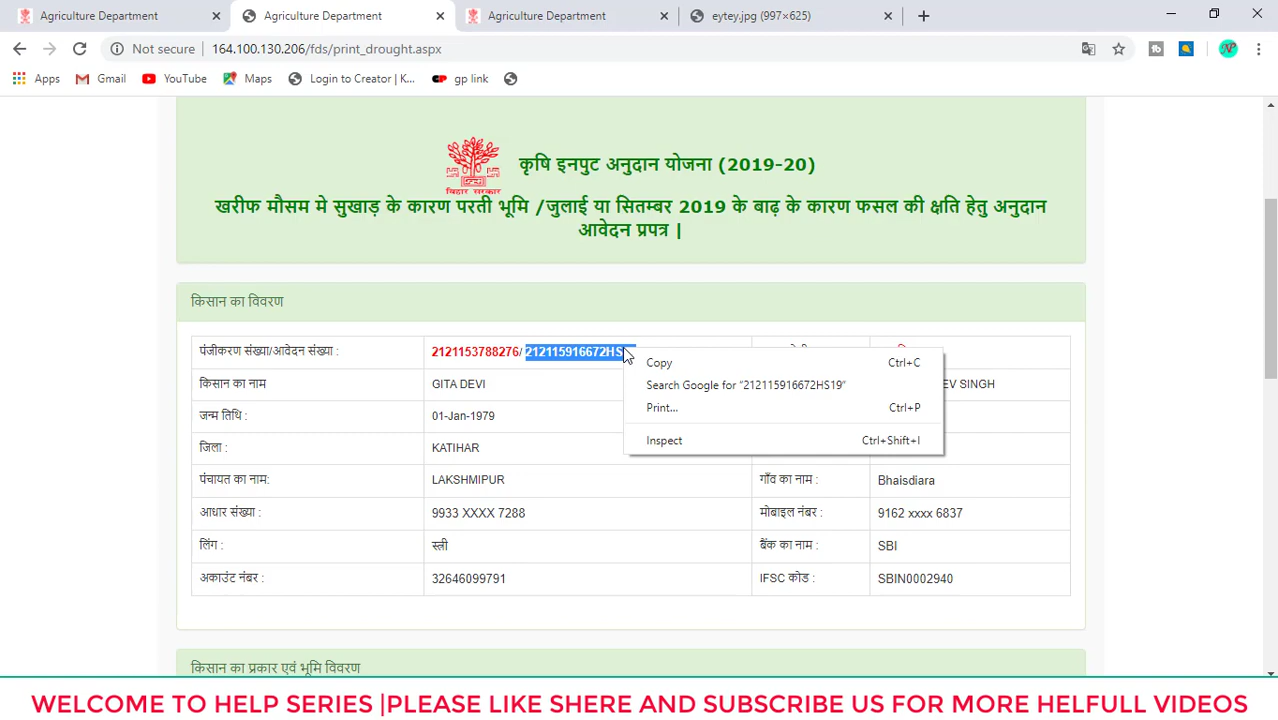 Agriculture Department
Agriculture Department
Agriculture Department
eytey.jpg (997×625)
Not secure
164.100.130.206/fds/print_drought.aspx
Apps
Gmail
YouTube
Maps
Login to Creator | K...
gp link
बिहार सरकार
कृषि इनपुट अनुदान योजना (2019-20)
खरीफ मौसम मे सुखाड़ के कारण परती भूमि /जुलाई या सितम्बर 2019 के बाढ़ के कारण फसल की क्षति हेतु अनुदान
आवेदन प्रपत्र |
किसान का विवरण
पंजीकरण संख्या/आवेदन संख्या :
2121153788276/ 212115916672HS
Copy Ctrl+C
Search Google for "212115916672HS19"
Print... Ctrl+P
Inspect Ctrl+Shift+I
किसान का नाम GITA DEVI EV SINGH
जन्म तिथि : 01-Jan-1979
जिला : KATIHAR
पंचायत का नाम: LAKSHMIPUR गाँव का नाम : Bhaisdiara
आधार संख्या : 9933 XXXX 7288 मोबाइल नंबर : 9162 xxxx 6837
लिंग : स्त्री बैंक का नाम : SBI
अकाउंट नंबर : 32646099791 IFSC कोड : SBIN0002940
किसान का प्रकार एवं भूमि विवरण
WELCOME TO HELP SERIES |PLEASE LIKE SHERE AND SUBSCRIBE US FOR MORE HELFULL VIDEOS